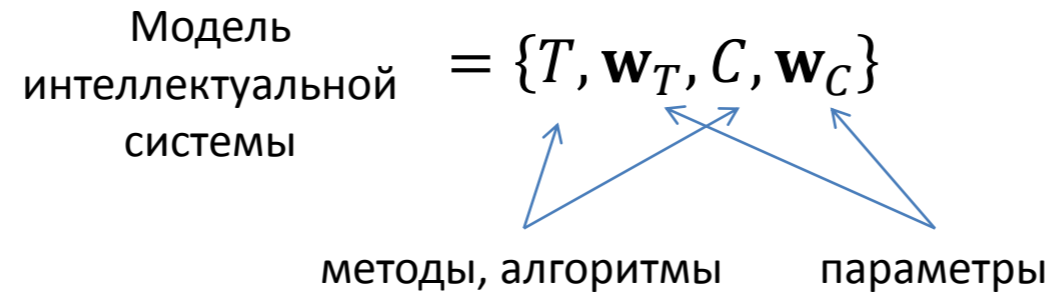 Модель
интеллектуальной
системы
= {T, w_T, C, w_C}
методы, алгоритмы
параметры